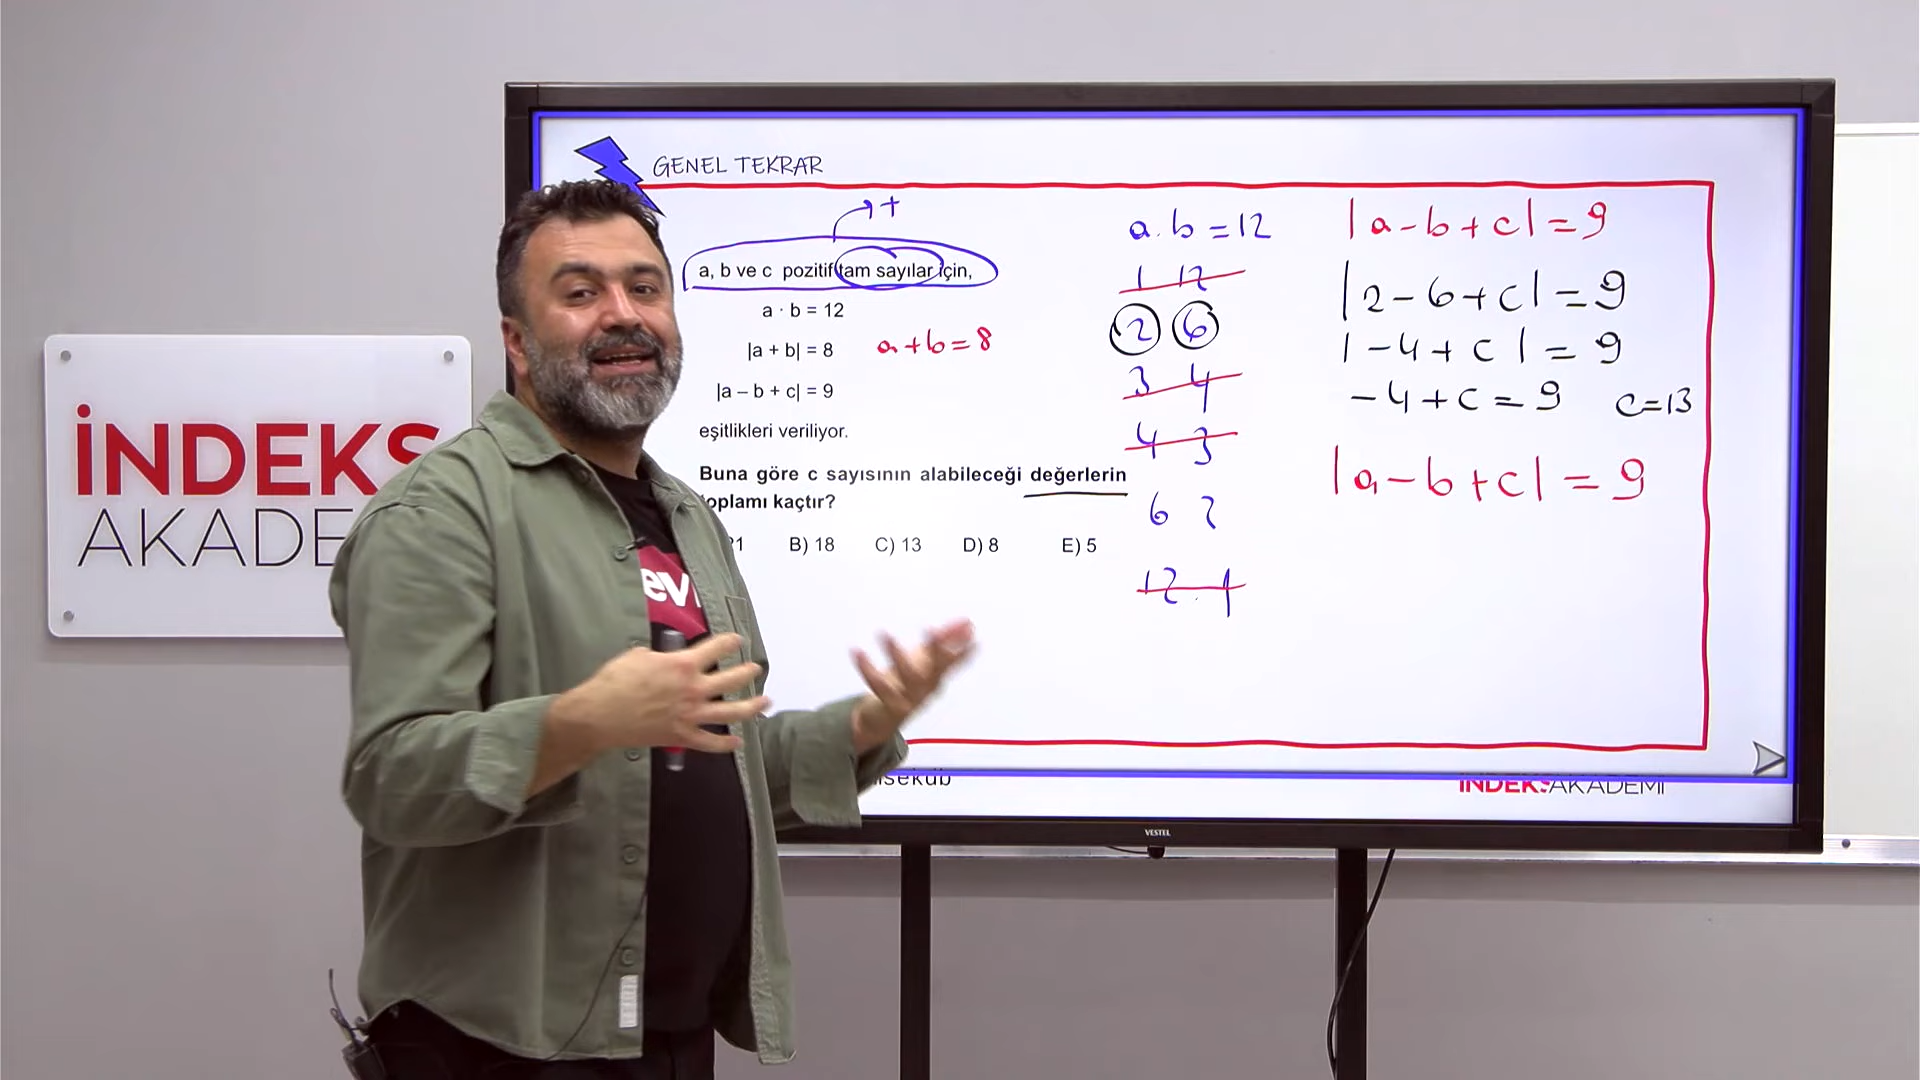 GENEL TEKRAR
+
a, b ve c pozitif tam sayılar için,
a · b = 12
|a + b| = 8
a+b=8
|a – b + c| = 9
eşitlikleri veriliyor.
Buna göre c sayısının alabileceği değerlerin
toplamı kaçtır?
B) 18 C) 13 D) 8 E) 5
a.b=12
1 12
2 6
3 4
4 3
6 2
12 1
|a-b+c|=9
|2-6+c|=9
|-4+c|=9
-4+c=9 c=13
|a-b+c|=9
İNDEKS
AKADE
İNDEKS AKADEMİ
VESTEL